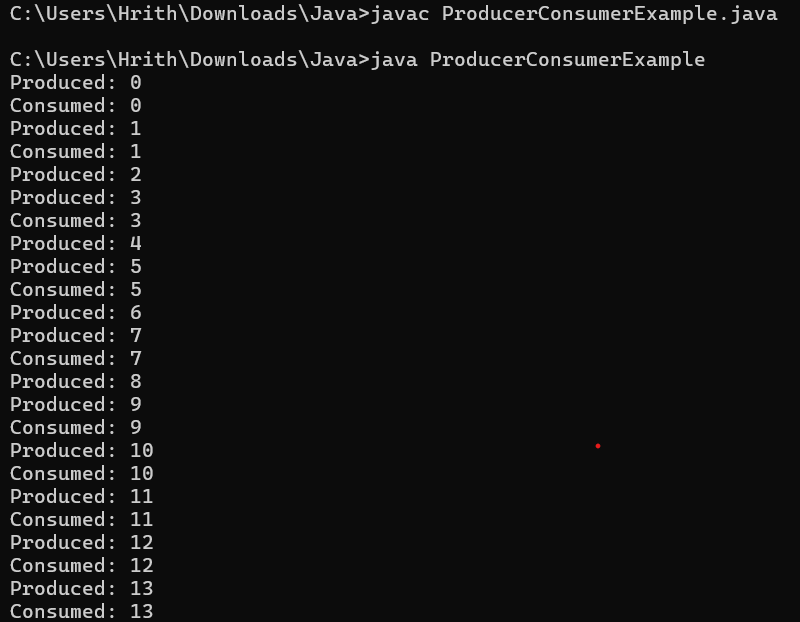 C:\Users\Hrith\Downloads\Java>javac ProducerConsumerExample.java
C:\Users\Hrith\Downloads\Java>java ProducerConsumerExample
Produced: 0
Consumed: 0
Produced: 1
Consumed: 1
Produced: 2
Produced: 3
Consumed: 3
Produced: 4
Produced: 5
Consumed: 5
Produced: 6
Produced: 7
Consumed: 7
Produced: 8
Produced: 9
Consumed: 9
Produced: 10
Consumed: 10
Produced: 11
Consumed: 11
Produced: 12
Consumed: 12
Produced: 13
Consumed: 13